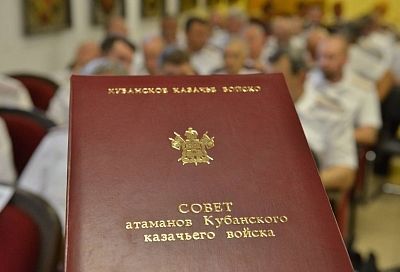 КУБАНСКОЕ КАЗАЧЬЕ ВОЙСКО
СОВЕТ
атаманов Кубанского
казачьего войска